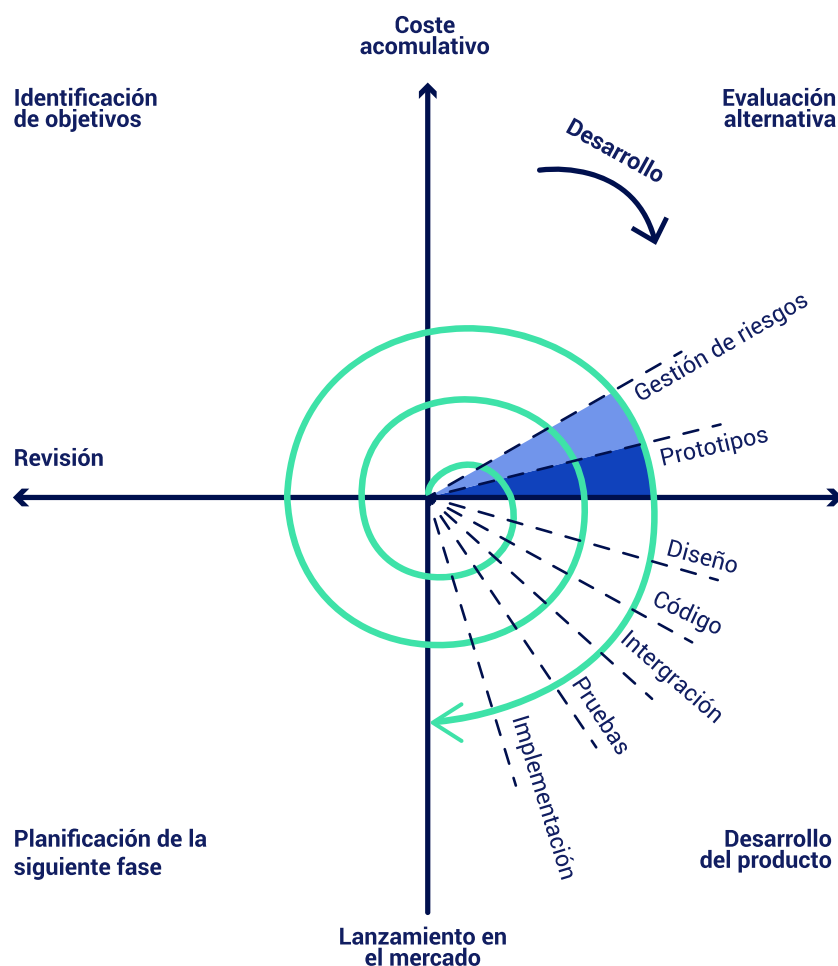 Coste
acomulativo
Identificación
de objetivos
Evaluación
alternativa
Desarrollo
Gestión de riesgos
Prototipos
Revisión
Diseño
Código
Intergración
Pruebas
Implementación
Planificación de la
siguiente fase
Desarrollo
del producto
Lanzamiento en
el mercado